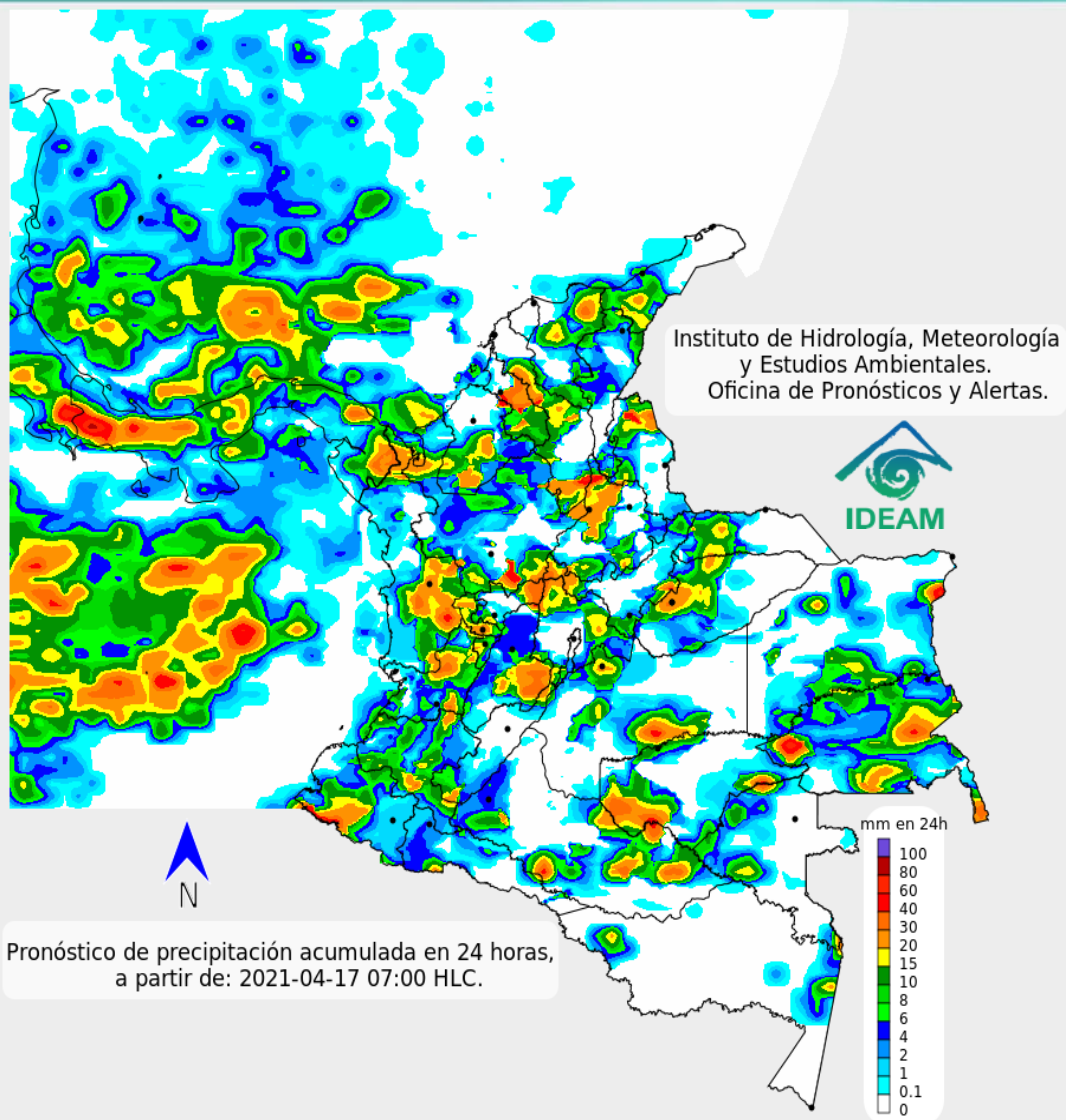 Instituto de Hidrología, Meteorología
y Estudios Ambientales.
Oficina de Pronósticos y Alertas.
IDEAM
mm en 24h
100
80
60
40
30
20
15
10
8
6
4
2
1
0.1
0
N
Pronóstico de precipitación acumulada en 24 horas,
a partir de: 2021-04-17 07:00 HLC.